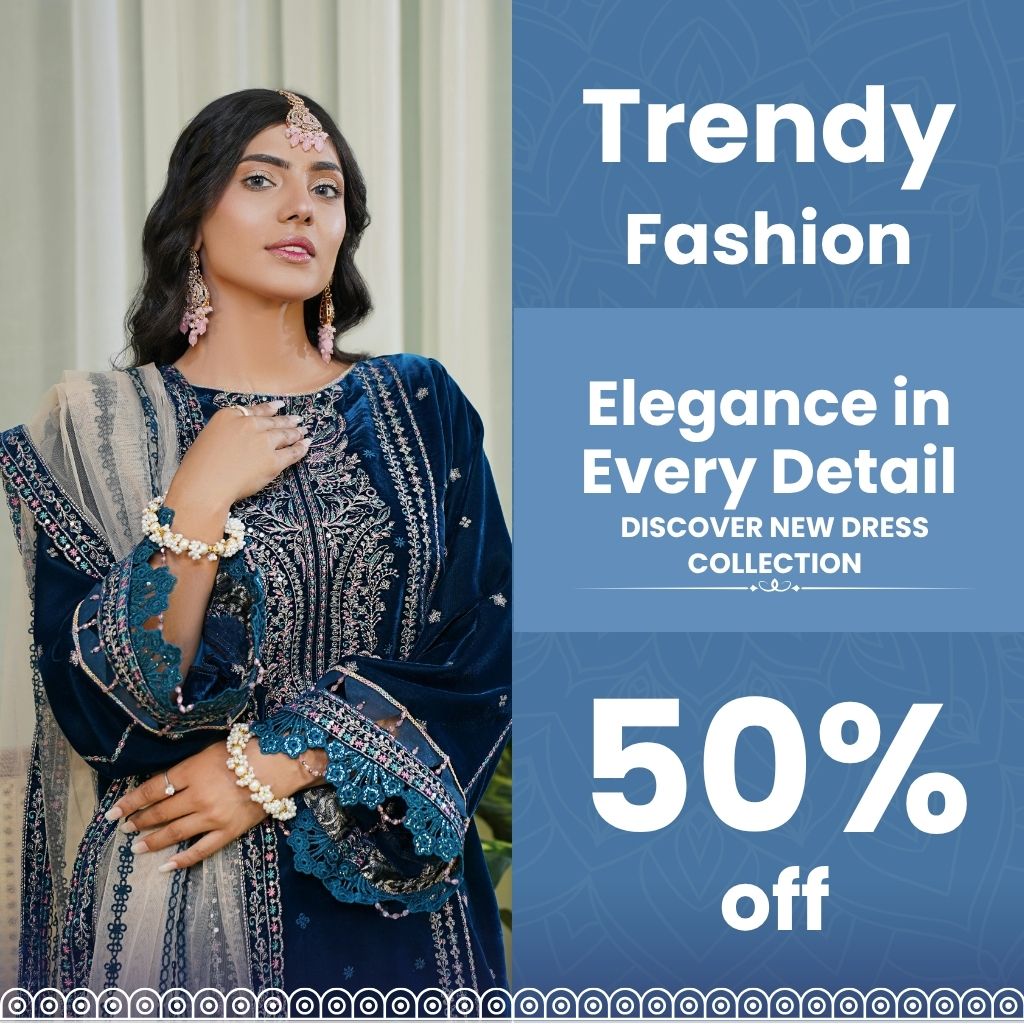 Trendy
Fashion
Elegance in
Every Detail
DISCOVER NEW DRESS
COLLECTION
50%
off